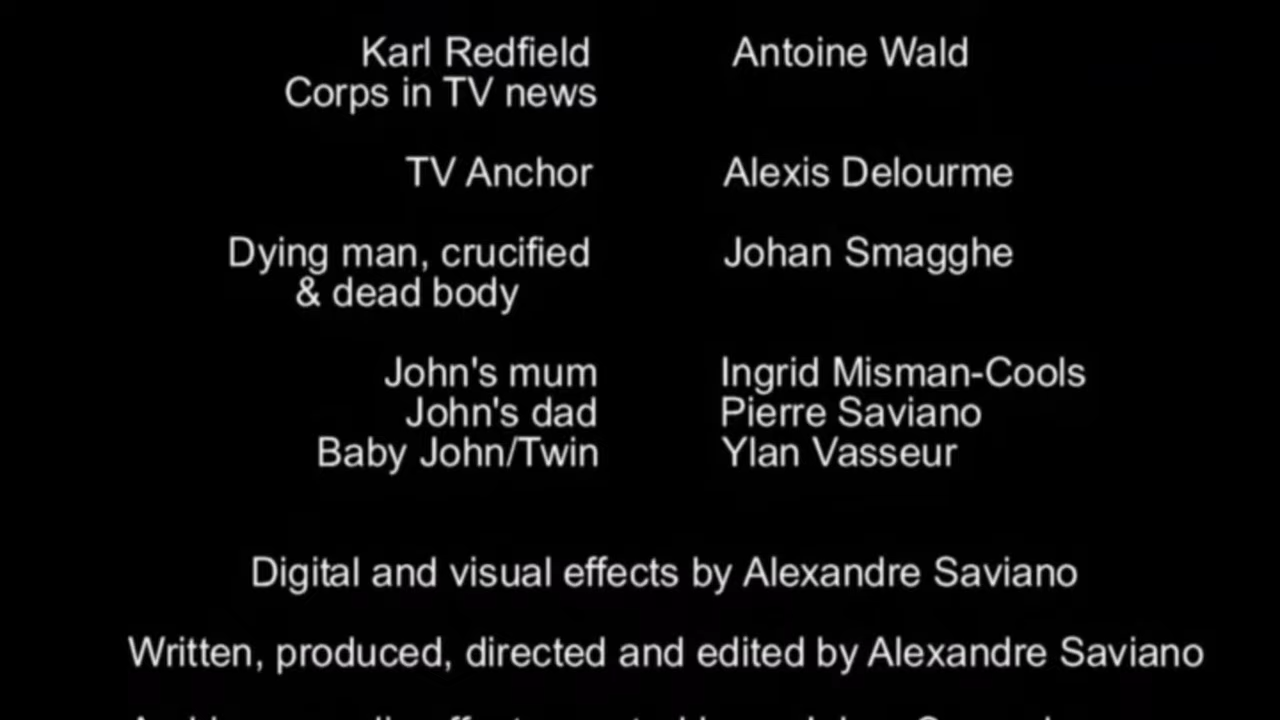 Karl Redfield Antoine Wald
Corps in TV news
TV Anchor Alexis Delourme
Dying man, crucified Johan Smagghe
& dead body
John's mum Ingrid Misman-Cools
John's dad Pierre Saviano
Baby John/Twin Ylan Vasseur
Digital and visual effects by Alexandre Saviano
Written, produced, directed and edited by Alexandre Saviano